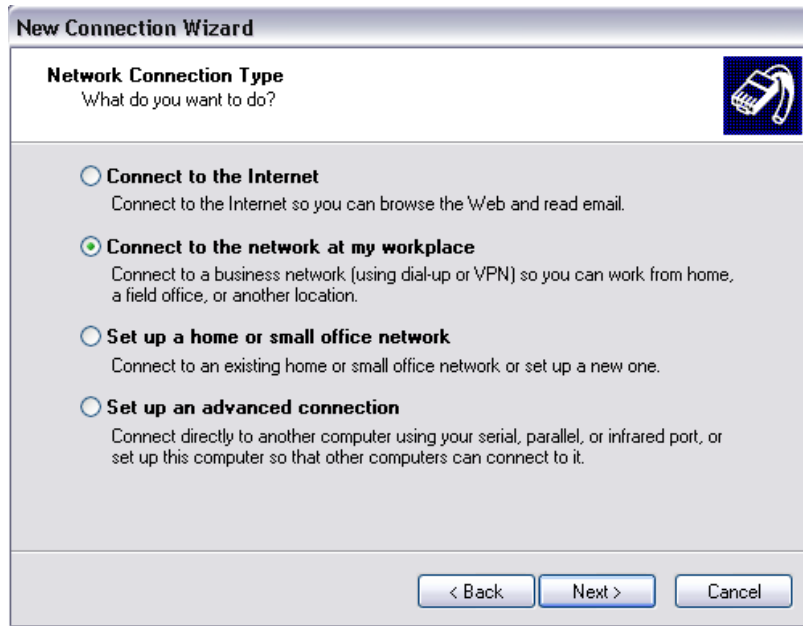 New Connection Wizard
Network Connection Type
What do you want to do?
Connect to the Internet
Connect to the Internet so you can browse the Web and read email.
Connect to the network at my workplace
Connect to a business network (using dial-up or VPN) so you can work from home,
a field office, or another location.
Set up a home or small office network
Connect to an existing home or small office network or set up a new one.
Set up an advanced connection
Connect directly to another computer using your serial, parallel, or infrared port, or
set up this computer so that other computers can connect to it.
< Back Next > Cancel